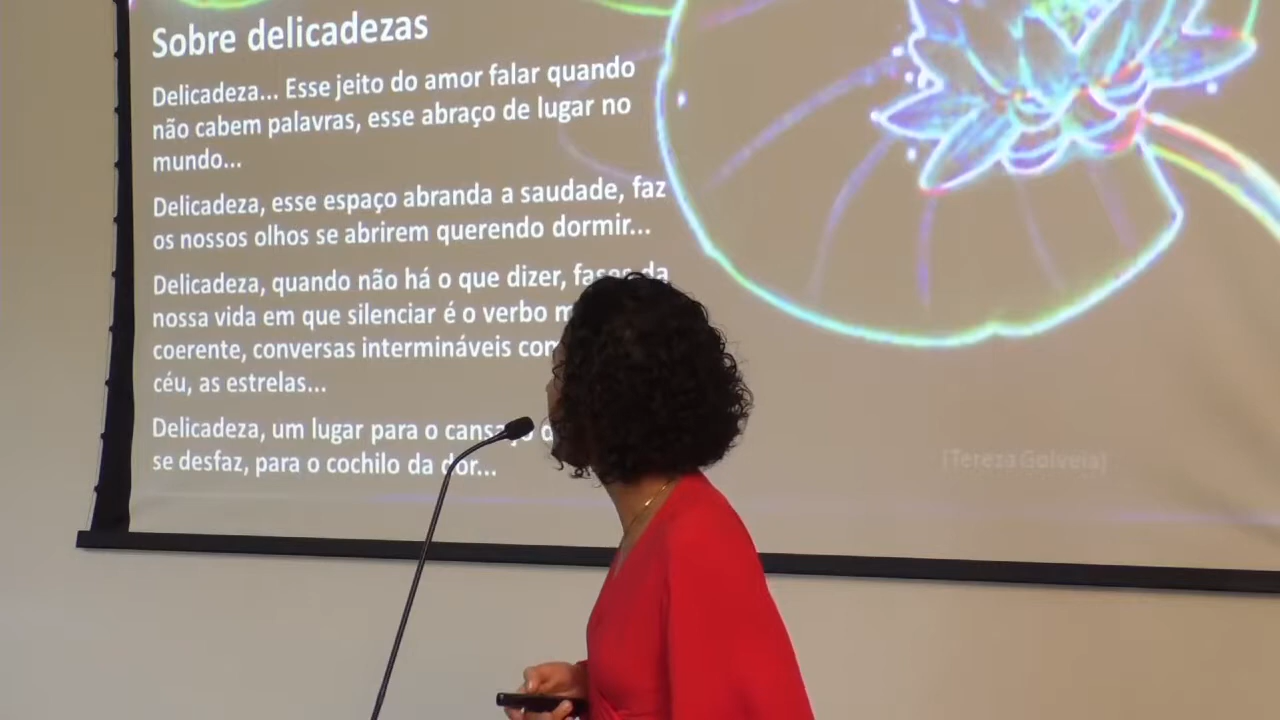 Sobre delicadezas
Delicadeza... Esse jeito do amor falar quando
não cabem palavras, esse abraço de lugar no
mundo...
Delicadeza, esse espaço abranda a saudade, faz
os nossos olhos se abrirem querendo dormir...
Delicadeza, quando não há o que dizer, fases da
nossa vida em que silenciar é o verbo
coerente, conversas intermináveis
céu, as estrelas...
Delicadeza, um lugar para o cansaço
se desfaz, para o cochilo da dor...
(Tereza Golveia)